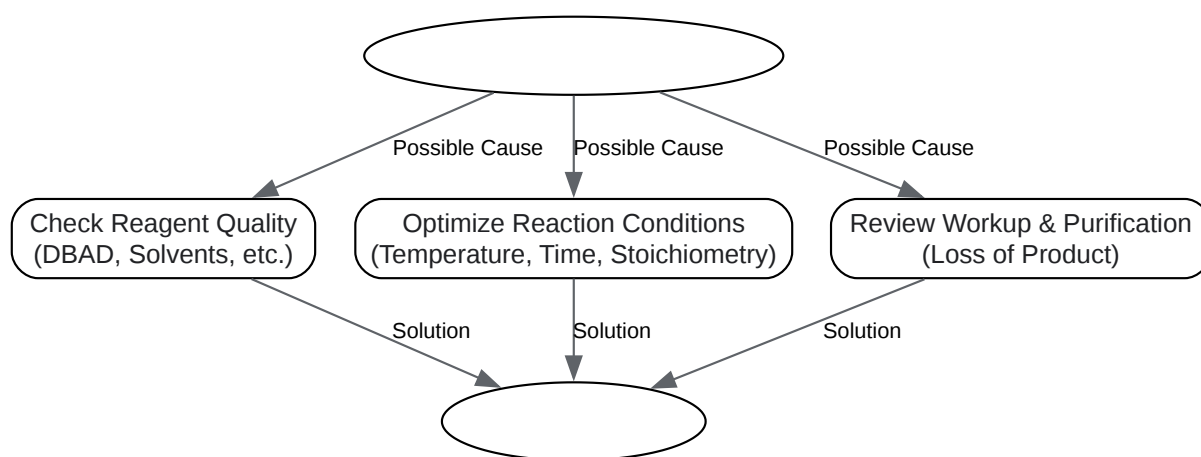 Possible Cause
Possible Cause
Possible Cause
Check Reagent Quality
(DBAD, Solvents, etc.)
Optimize Reaction Conditions
(Temperature, Time, Stoichiometry)
Review Workup & Purification
(Loss of Product)
Solution
Solution
Solution